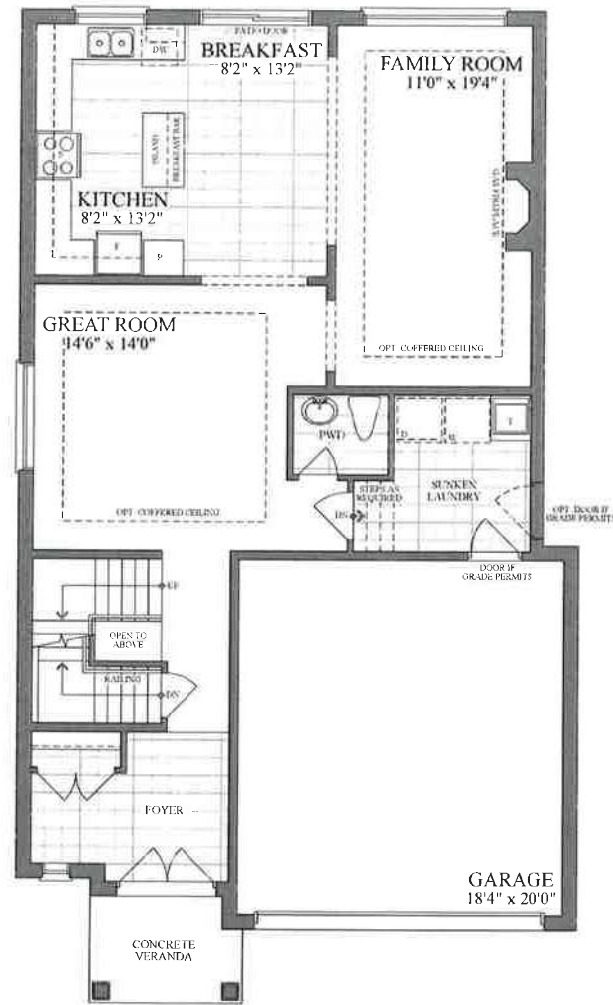 PATIO DOOR
DW
BREAKFAST
8'2" x 13'2"
FAMILY ROOM
11'0" x 19'4"
ISLAND
BREAKFAST BAR
GAS FIREPLACE
KITCHEN
8'2" x 13'2"
F
P
GREAT ROOM
14'6" x 14'0"
OPT. COFFERED CEILING
PWD
D
W
T
STEPS AS
REQUIRED
SUNKEN
LAUNDRY
DN
OPT. COFFERED CEILING
OPT. DOOR IF
GRADE PERMITS
DOOR IF
GRADE PERMITS
UP
OPEN TO
ABOVE
RAILING
DN
FOYER
GARAGE
18'4" x 20'0"
CONCRETE
VERANDA